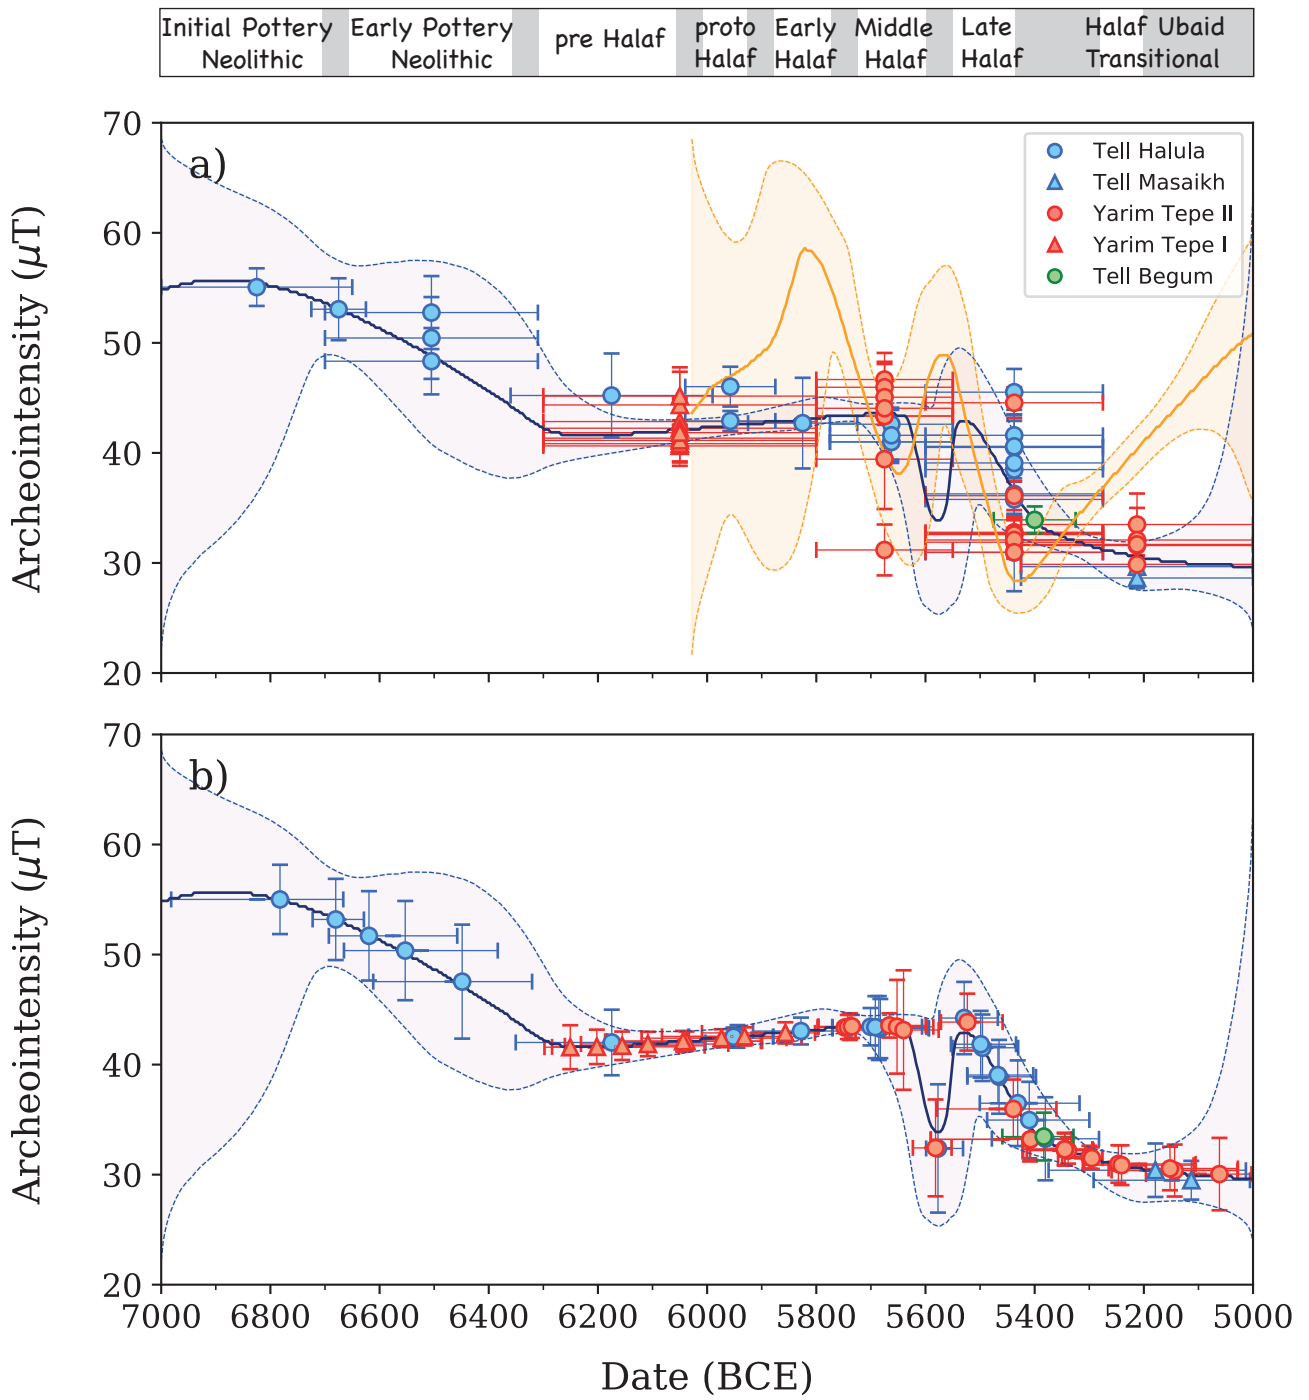 Initial Pottery Neolithic
Early Pottery Neolithic
pre Halaf
proto Halaf
Early Halaf
Middle Halaf
Late Halaf
Halaf Ubaid Transitional
a)
Archeointensity (μT)
70
60
50
40
30
20
Tell Halula
Tell Masaikh
Yarim Tepe II
Yarim Tepe I
Tell Begum
b)
Archeointensity (μT)
70
60
50
40
30
20
7000 6800 6600 6400 6200 6000 5800 5600 5400 5200 5000
Date (BCE)